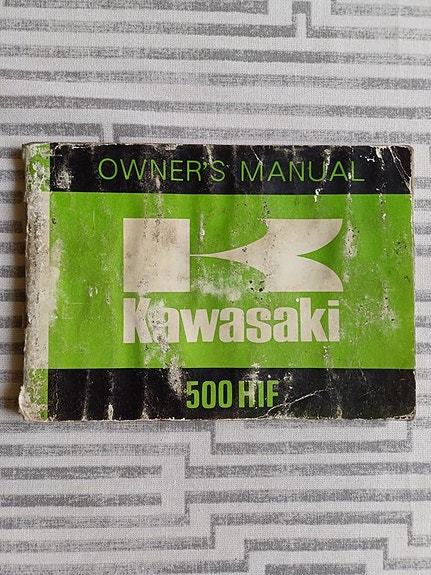 OWNER'S MANUAL
Kawasaki
500 H1F